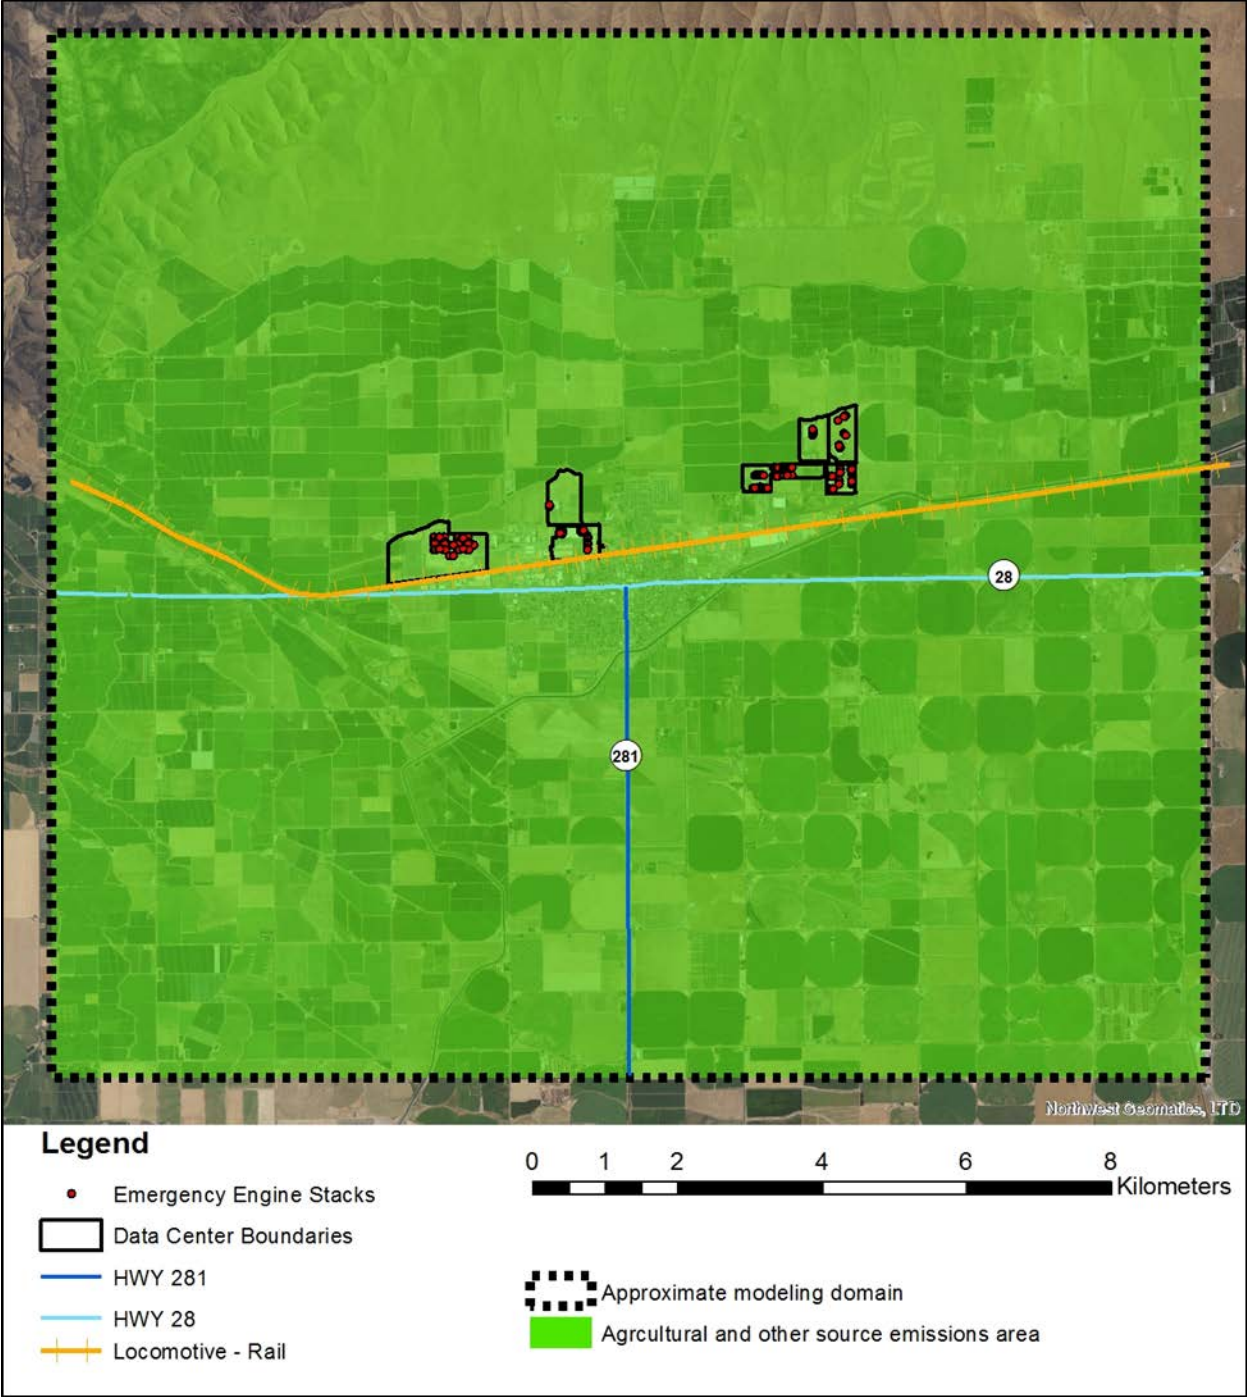 28
281
Northwest Geomatics, LTD
Legend
Emergency Engine Stacks
Data Center Boundaries
HWY 281
HWY 28
Locomotive - Rail
0 1 2 4 6 8
Kilometers
Approximate modeling domain
Agrcultural and other source emissions area